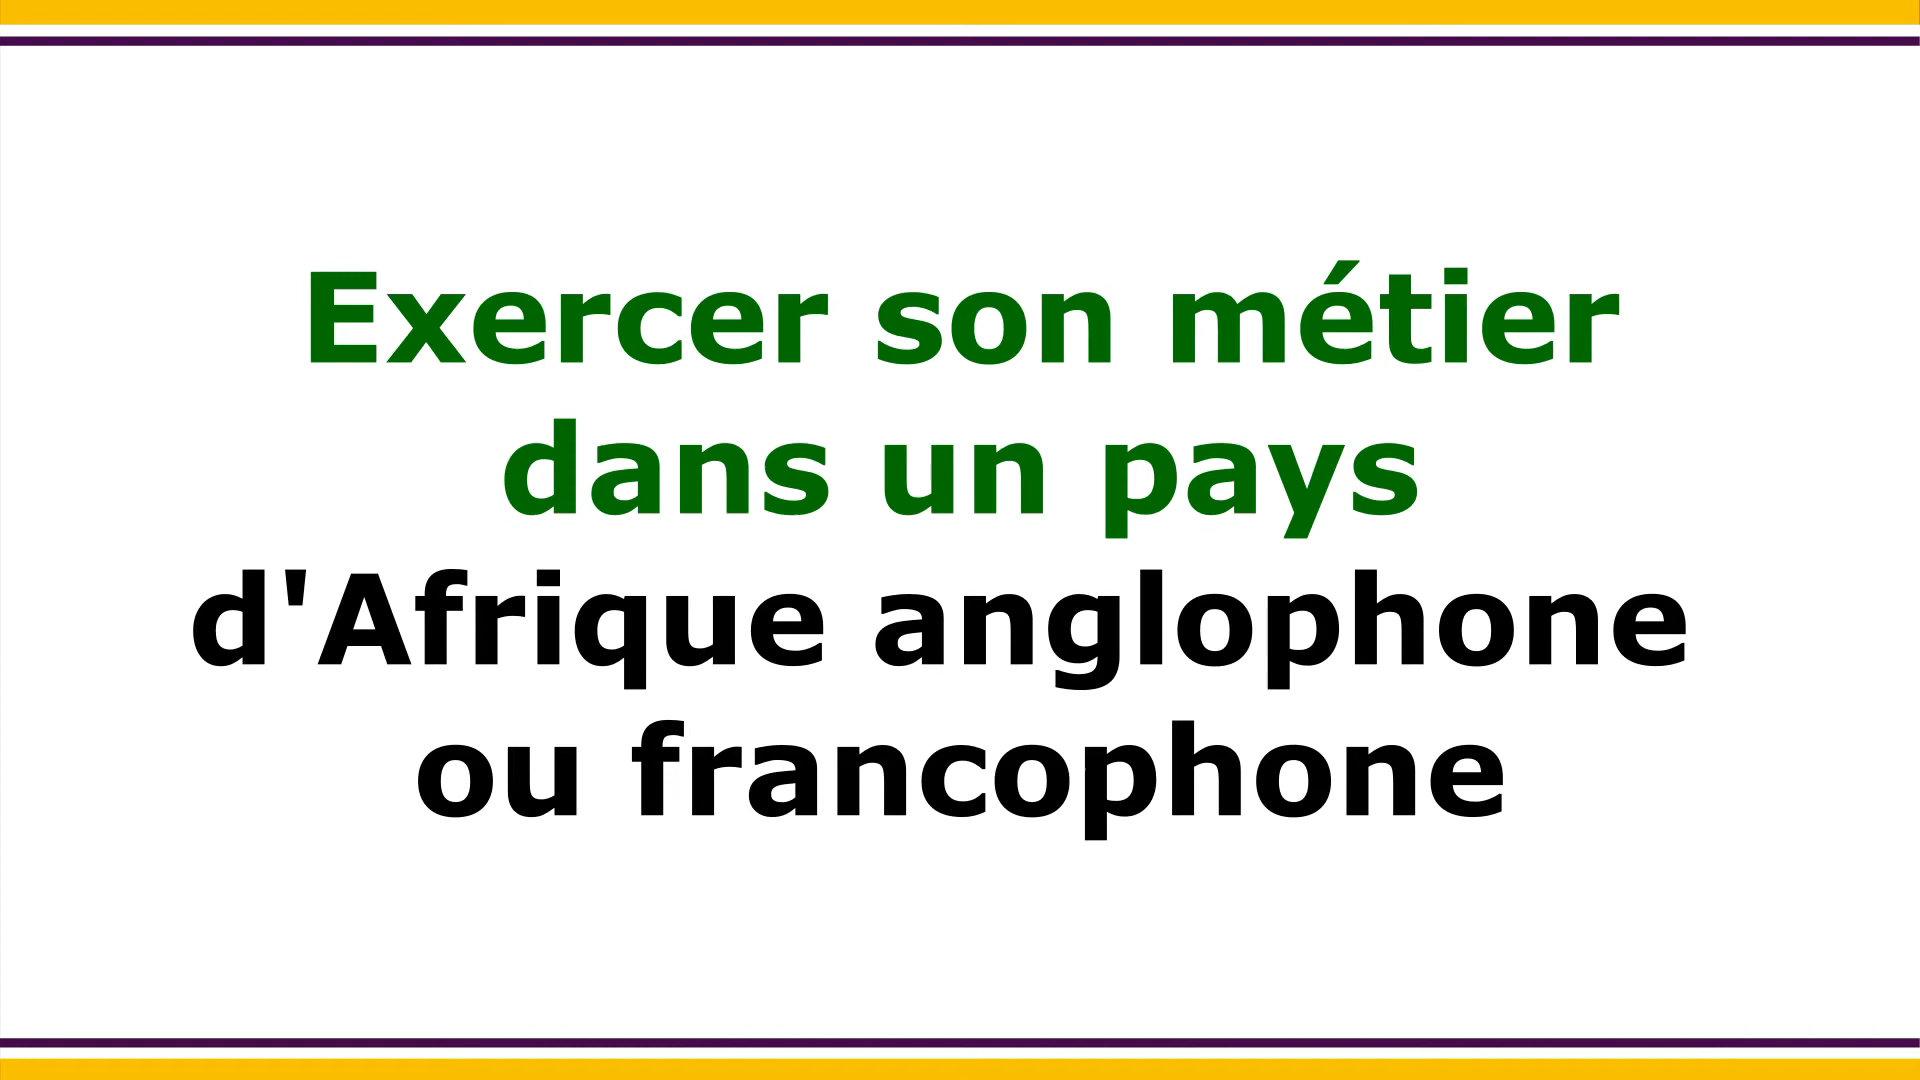 Exercer son métier
dans un pays
d'Afrique anglophone
ou francophone